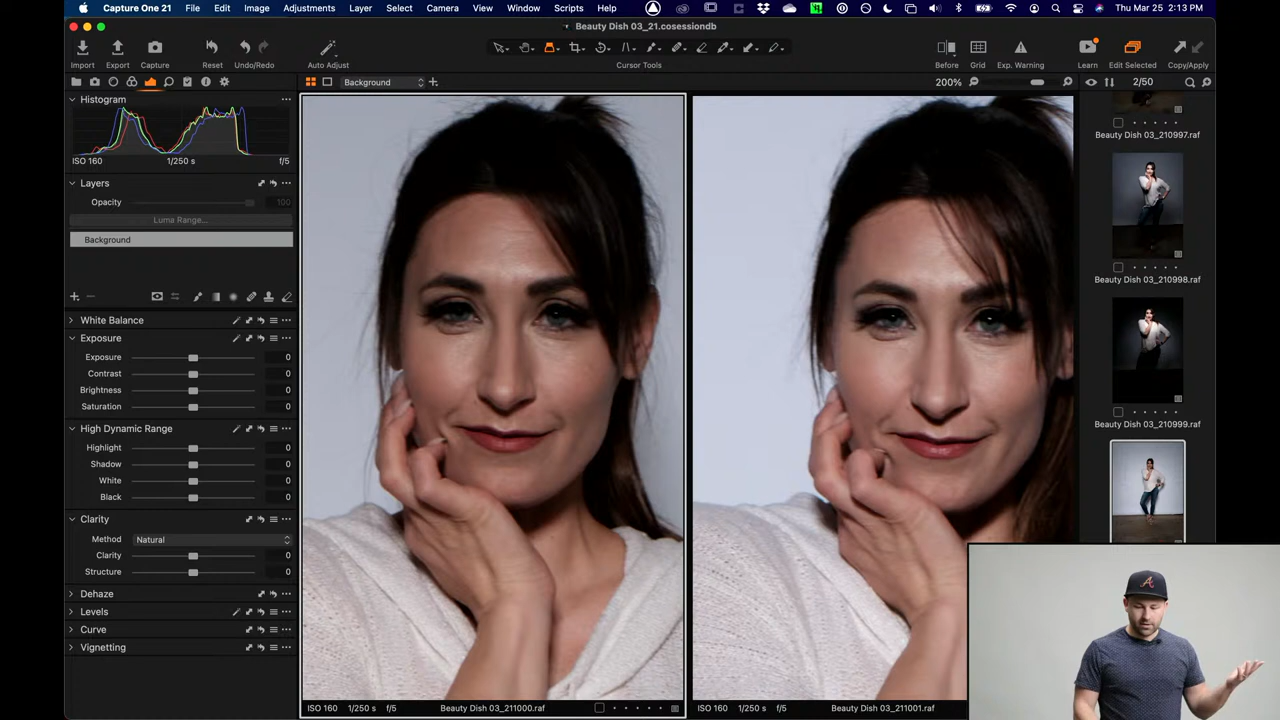 Capture One 21 File Edit Image Adjustments Layer Select Camera View Window Scripts Help
Thu Mar 25 2:13 PM
Beauty Dish 03_21.cosessiondb
Import Export Capture Reset Undo/Redo Auto Adjust Cursor Tools Before Grid Exp. Warning Learn Edit Selected Copy/Apply
Background
200%
2/50
Histogram
ISO 160 1/250 s f/5
Layers
Opacity 100
Luma Range...
Background
White Balance
Exposure
Exposure 0
Contrast 0
Brightness 0
Saturation 0
High Dynamic Range
Highlight 0
Shadow 0
White 0
Black 0
Clarity
Method Natural
Clarity 0
Structure 0
Dehaze
Levels
Curve
Vignetting
ISO 160 1/250 s f/5 Beauty Dish 03_211000.raf
ISO 160 1/250 s f/5 Beauty Dish 03_211001.raf
Beauty Dish 03_210997.raf
Beauty Dish 03_210998.raf
Beauty Dish 03_210999.raf
A